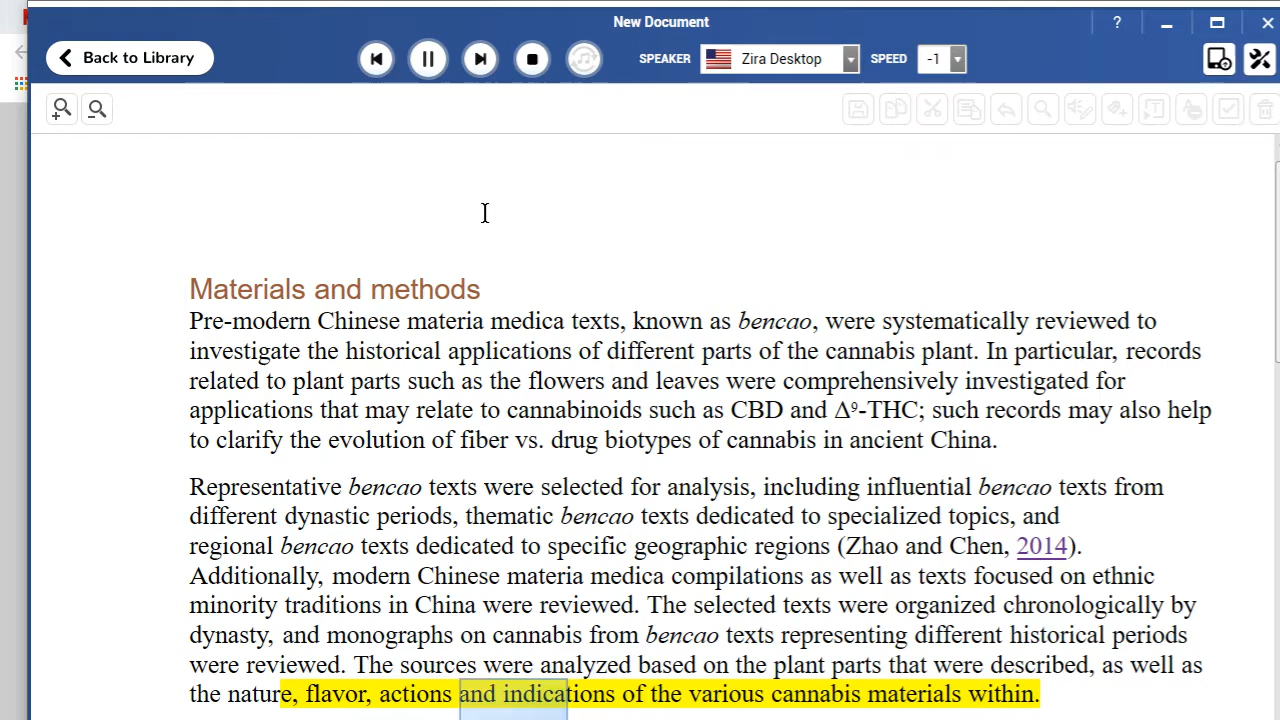 New Document
?
Back to Library
SPEAKER Zira Desktop SPEED -1
Materials and methods
Pre-modern Chinese materia medica texts, known as bencao, were systematically reviewed to
investigate the historical applications of different parts of the cannabis plant. In particular, records
related to plant parts such as the flowers and leaves were comprehensively investigated for
applications that may relate to cannabinoids such as CBD and Δ⁹-THC; such records may also help
to clarify the evolution of fiber vs. drug biotypes of cannabis in ancient China.
Representative bencao texts were selected for analysis, including influential bencao texts from
different dynastic periods, thematic bencao texts dedicated to specialized topics, and
regional bencao texts dedicated to specific geographic regions (Zhao and Chen, 2014).
Additionally, modern Chinese materia medica compilations as well as texts focused on ethnic
minority traditions in China were reviewed. The selected texts were organized chronologically by
dynasty, and monographs on cannabis from bencao texts representing different historical periods
were reviewed. The sources were analyzed based on the plant parts that were described, as well as
the nature, flavor, actions and indications of the various cannabis materials within.